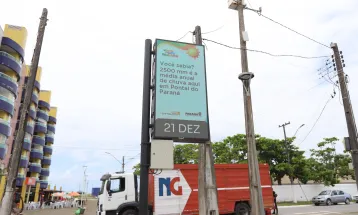 Você sabia?
2500 mm é a
média anual
de chuva aqui
em Pontal do
Paraná
21 DEZ
NG